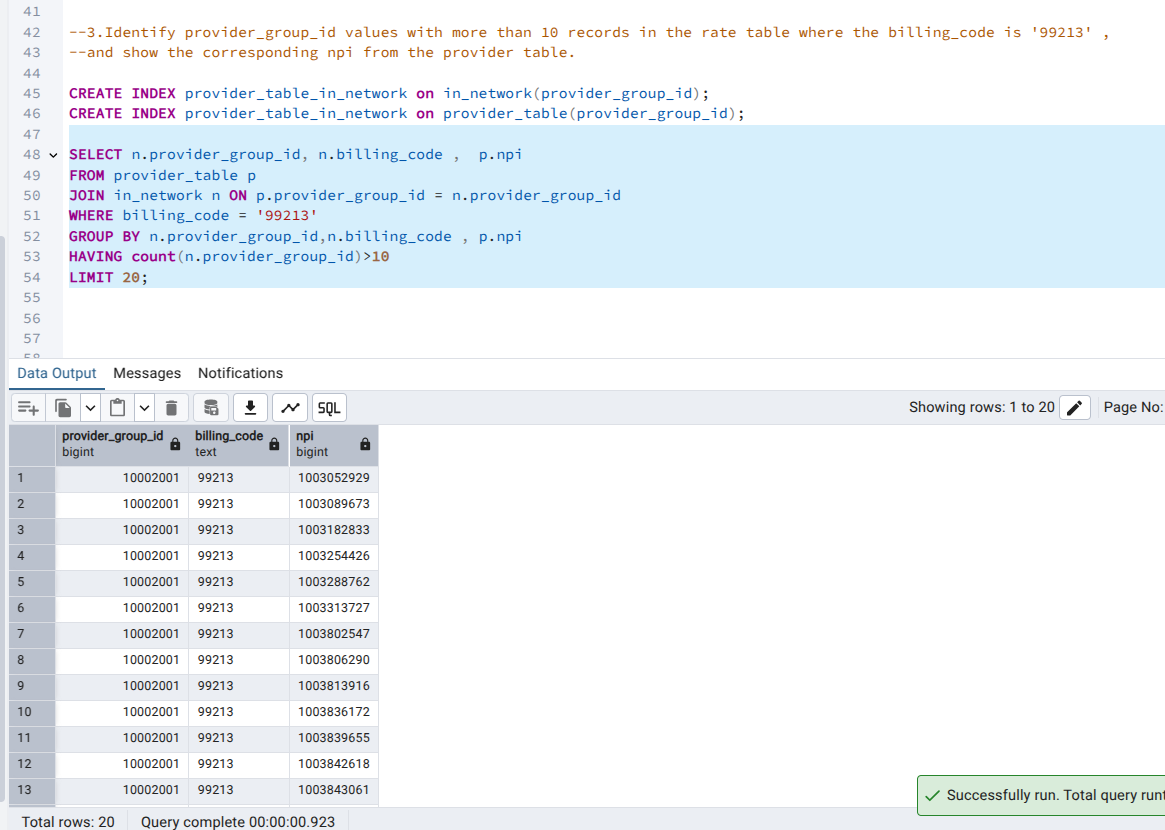 41
42 --3.Identify provider_group_id values with more than 10 records in the rate table where the billing_code is '99213' ,
43 --and show the corresponding npi from the provider table.
44
45 CREATE INDEX provider_table_in_network on in_network(provider_group_id);
46 CREATE INDEX provider_table_in_network on provider_table(provider_group_id);
47
48 SELECT n.provider_group_id, n.billing_code , p.npi
49 FROM provider_table p
50 JOIN in_network n ON p.provider_group_id = n.provider_group_id
51 WHERE billing_code = '99213'
52 GROUP BY n.provider_group_id,n.billing_code , p.npi
53 HAVING count(n.provider_group_id)>10
54 LIMIT 20;
55
56
57
58
Data Output Messages Notifications
SQL Showing rows: 1 to 20 Page No:
provider_group_id billing_code npi
bigint text bigint
1 10002001 99213 1003052929
2 10002001 99213 1003089673
3 10002001 99213 1003182833
4 10002001 99213 1003254426
5 10002001 99213 1003288762
6 10002001 99213 1003313727
7 10002001 99213 1003802547
8 10002001 99213 1003806290
9 10002001 99213 1003813916
10 10002001 99213 1003836172
11 10002001 99213 1003839655
12 10002001 99213 1003842618
13 10002001 99213 1003843061
Successfully run. Total query runt
Total rows: 20 Query complete 00:00:00.923